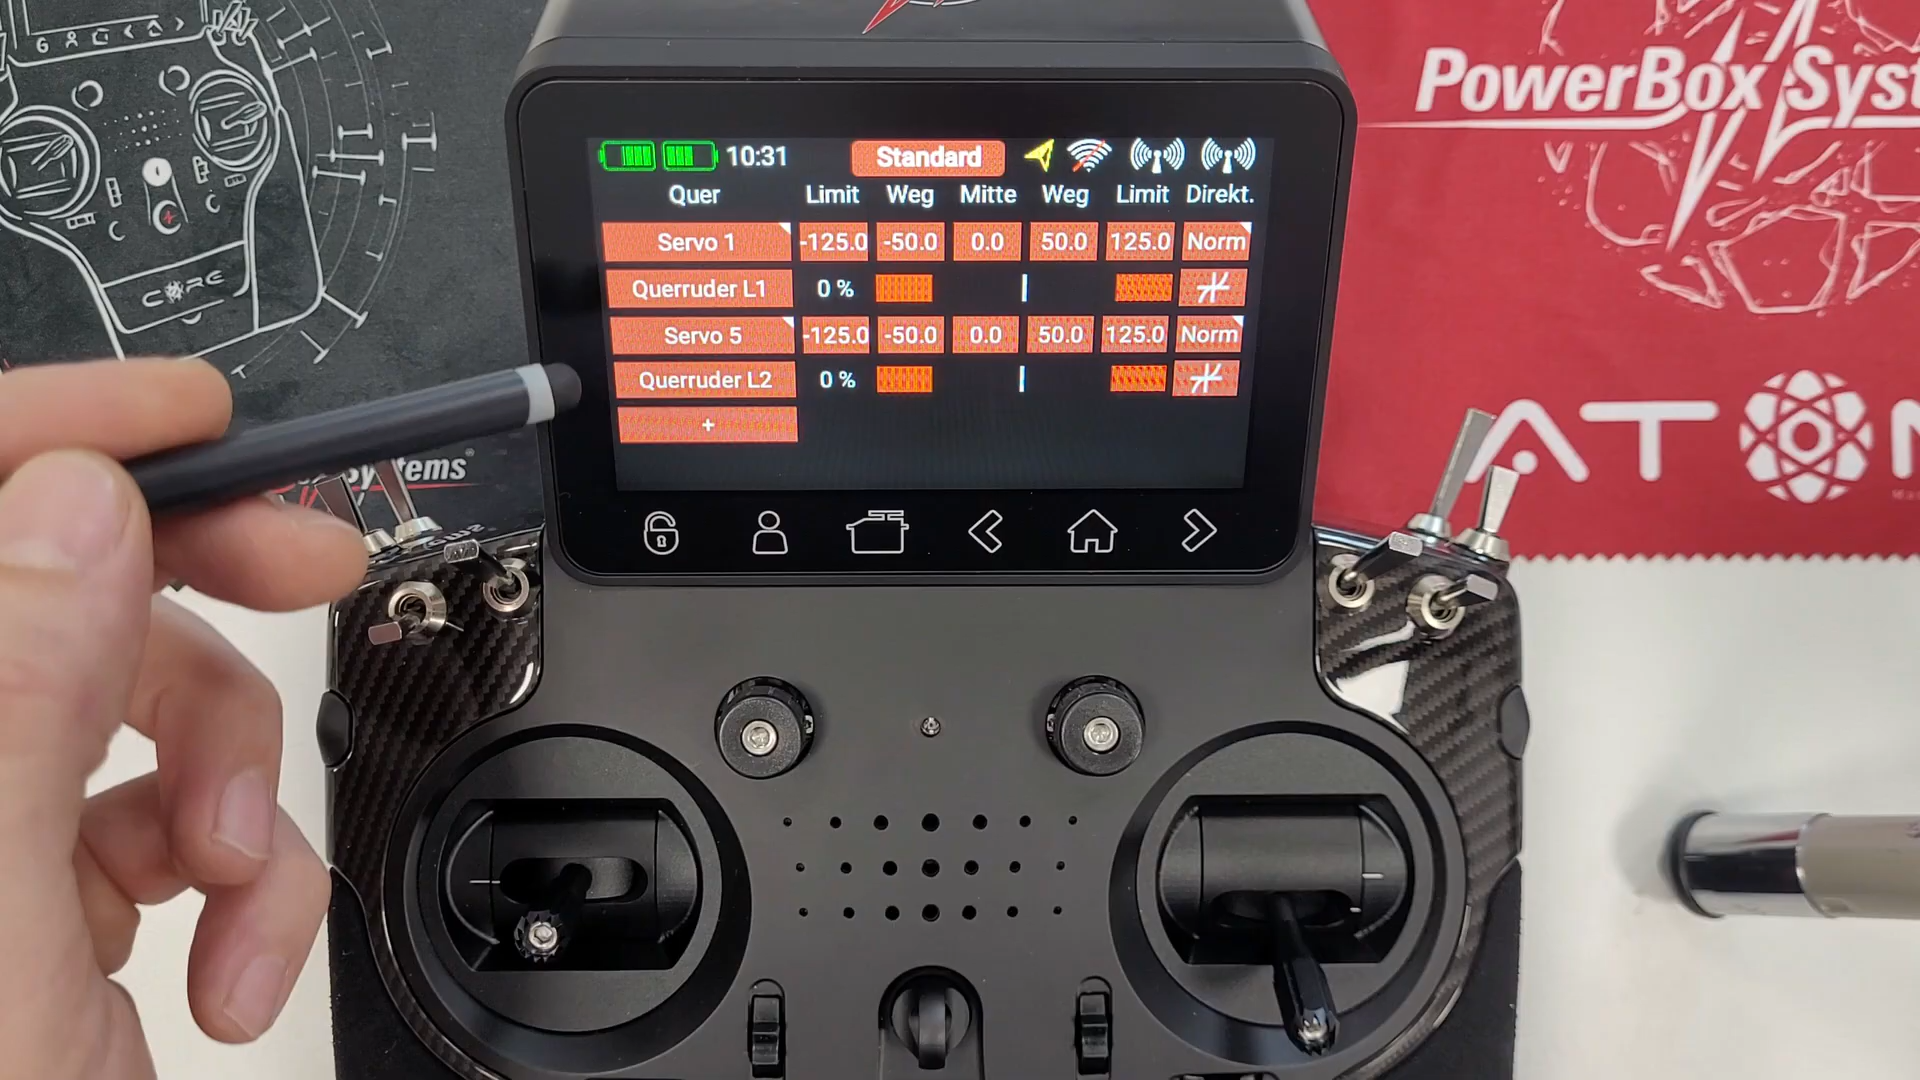 10:31 Standard
Quer Limit Weg Mitte Weg Limit Direkt.
Servo 1 -125.0 -50.0 0.0 50.0 125.0 Norm
Querruder L1 0 %
Servo 5 -125.0 -50.0 0.0 50.0 125.0 Norm
Querruder L2 0 %
+
PowerBox Syst
ATOM
CORE
tems